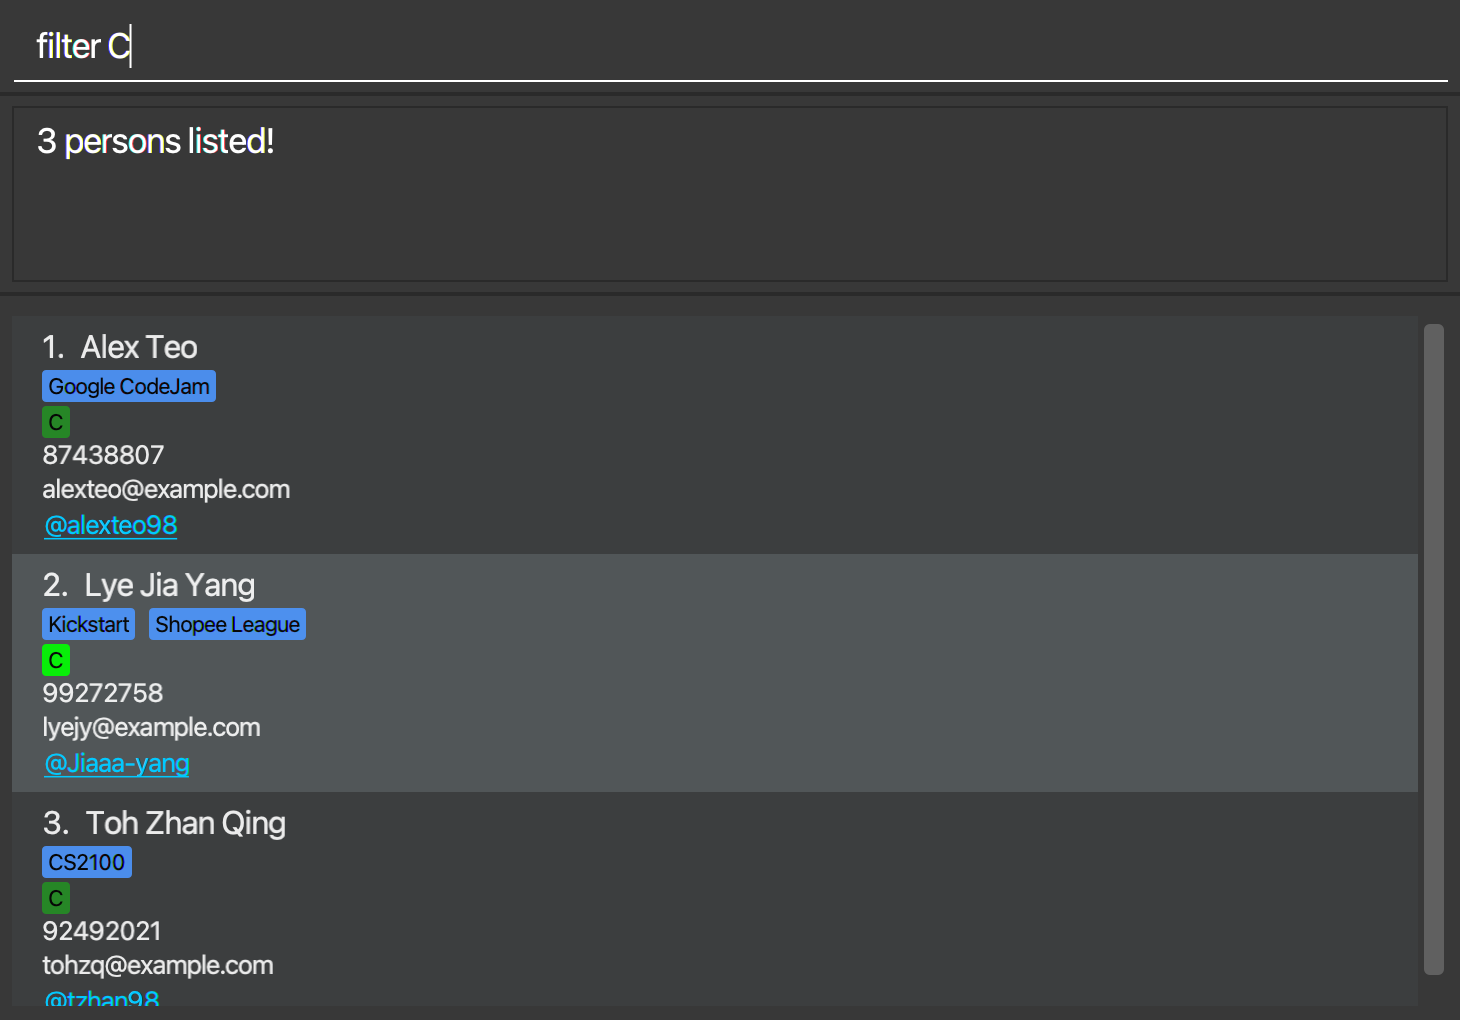 filter C
3 persons listed!
1. Alex Teo
Google CodeJam
C
87438807
alexteo@example.com
@alexteo98
2. Lye Jia Yang
Kickstart Shopee League
C
99272758
lyejy@example.com
@Jiaaa-yang
3. Toh Zhan Qing
CS2100
C
92492021
tohzq@example.com
@tzhan98